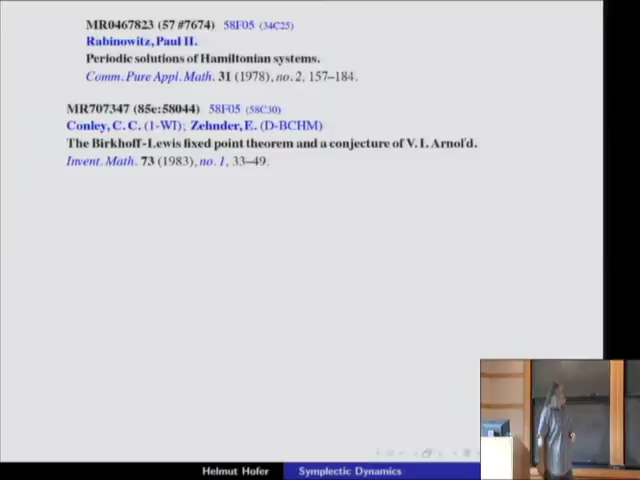 MR0467823 (57 #7674) 58F05 (34C25)
Rabinowitz, Paul H.
Periodic solutions of Hamiltonian systems.
Comm. Pure Appl. Math. 31 (1978), no. 2, 157–184.
MR707347 (85e:58044) 58F05 (58C30)
Conley, C. C. (1-WI); Zehnder, E. (D-BCHM)
The Birkhoff-Lewis fixed point theorem and a conjecture of V. I. Arnol'd.
Invent. Math. 73 (1983), no. 1, 33–49.
Helmut Hofer Symplectic Dynamics